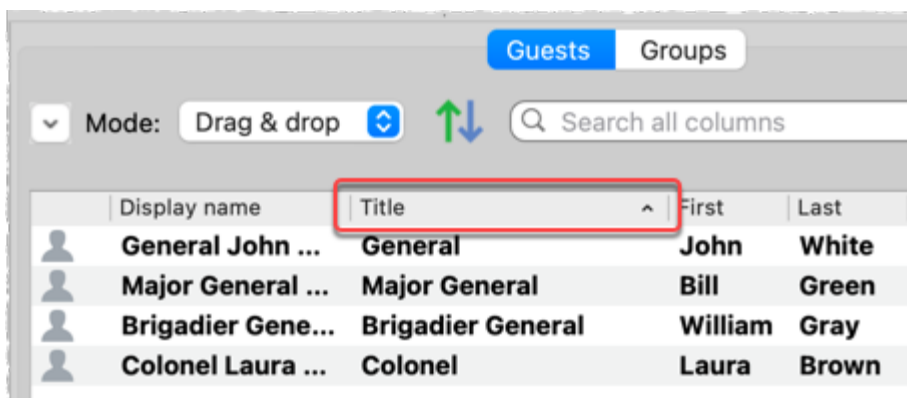 Guests Groups
Mode: Drag & drop Search all columns
Display name Title First Last
General John ... General John White
Major General ... Major General Bill Green
Brigadier Gene... Brigadier General William Gray
Colonel Laura ... Colonel Laura Brown